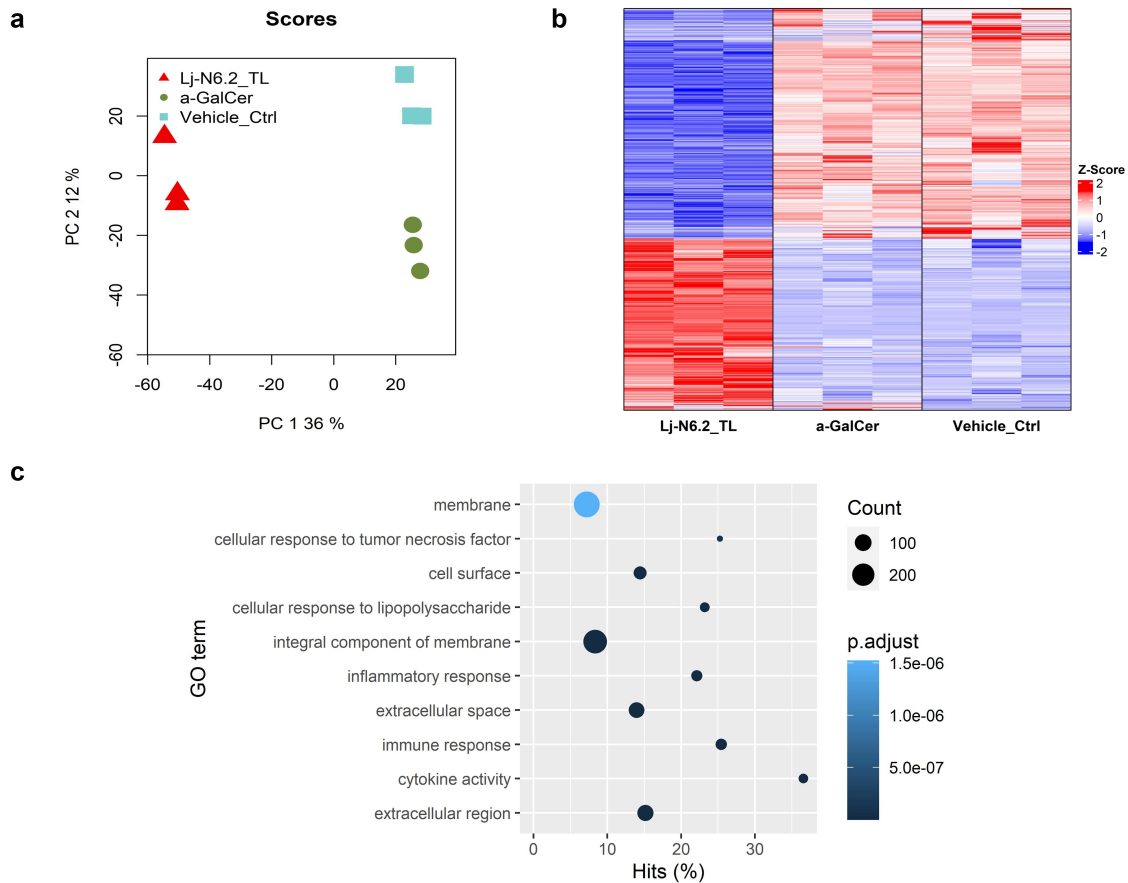 a
Scores
Lj-N6.2_TL
a-GalCer
Vehicle_Ctrl
PC 2 12 %
20
0
-20
-40
-60
-60
-40
-20
0
20
PC 1 36 %
b
Z-Score
2
1
0
-1
-2
Lj-N6.2_TL
a-GalCer
Vehicle_Ctrl
c
GO term
membrane
cellular response to tumor necrosis factor
cell surface
cellular response to lipopolysaccharide
integral component of membrane
inflammatory response
extracellular space
immune response
cytokine activity
extracellular region
0
10
20
30
Hits (%)
Count
100
200
p.adjust
1.5e-06
1.0e-06
5.0e-07